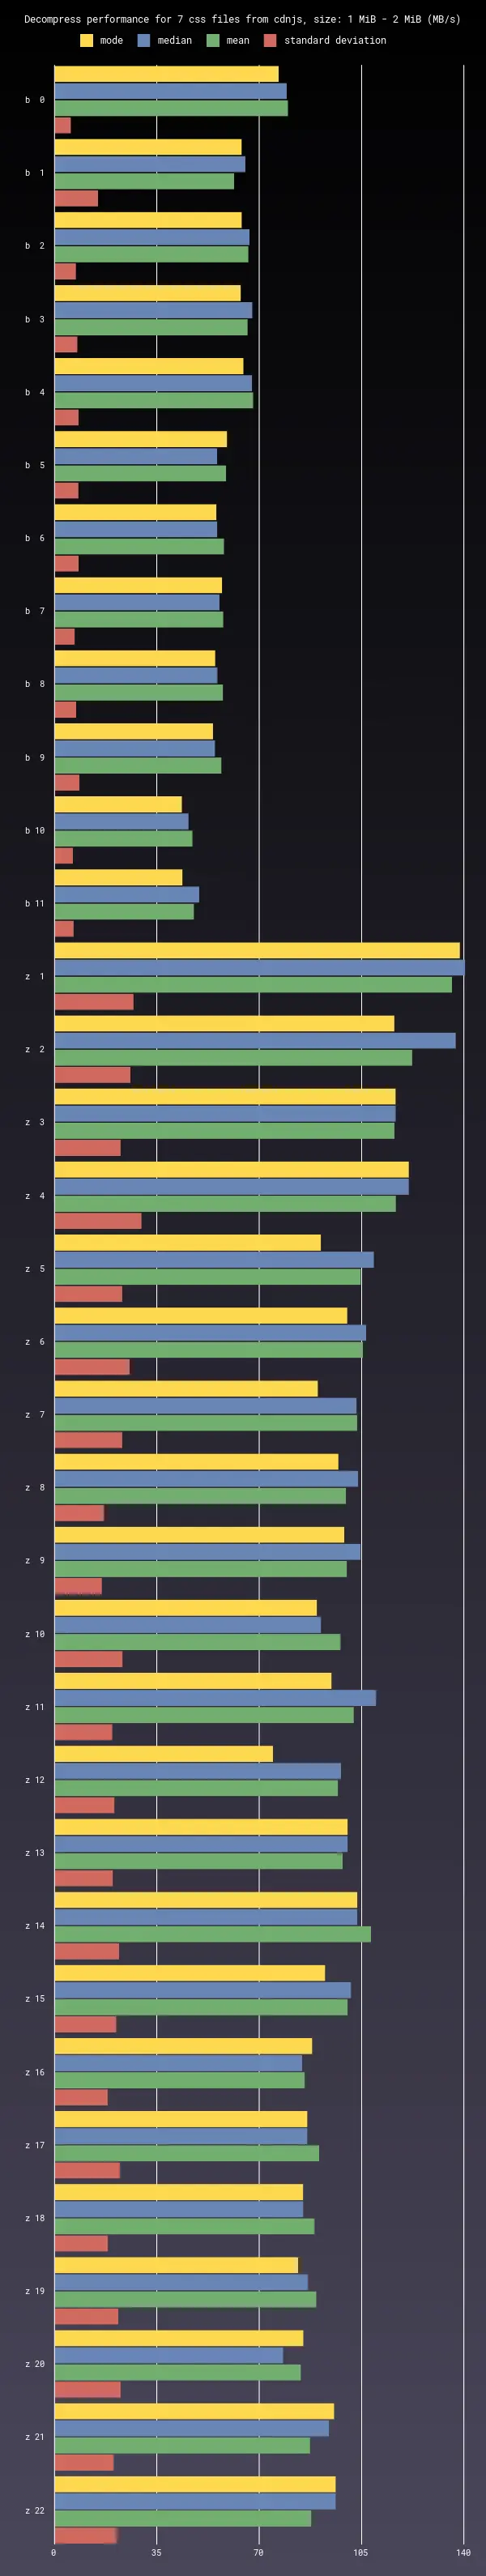 Decompress performance for 7 css files from cdnjs, size: 1 MiB - 2 MiB (MB/s)
mode median mean standard deviation
b 0
b 1
b 2
b 3
b 4
b 5
b 6
b 7
b 8
b 9
b 10
b 11
z 1
z 2
z 3
z 4
z 5
z 6
z 7
z 8
z 9
z 10
z 11
z 12
z 13
z 14
z 15
z 16
z 17
z 18
z 19
z 20
z 21
z 22
0 35 70 105 140